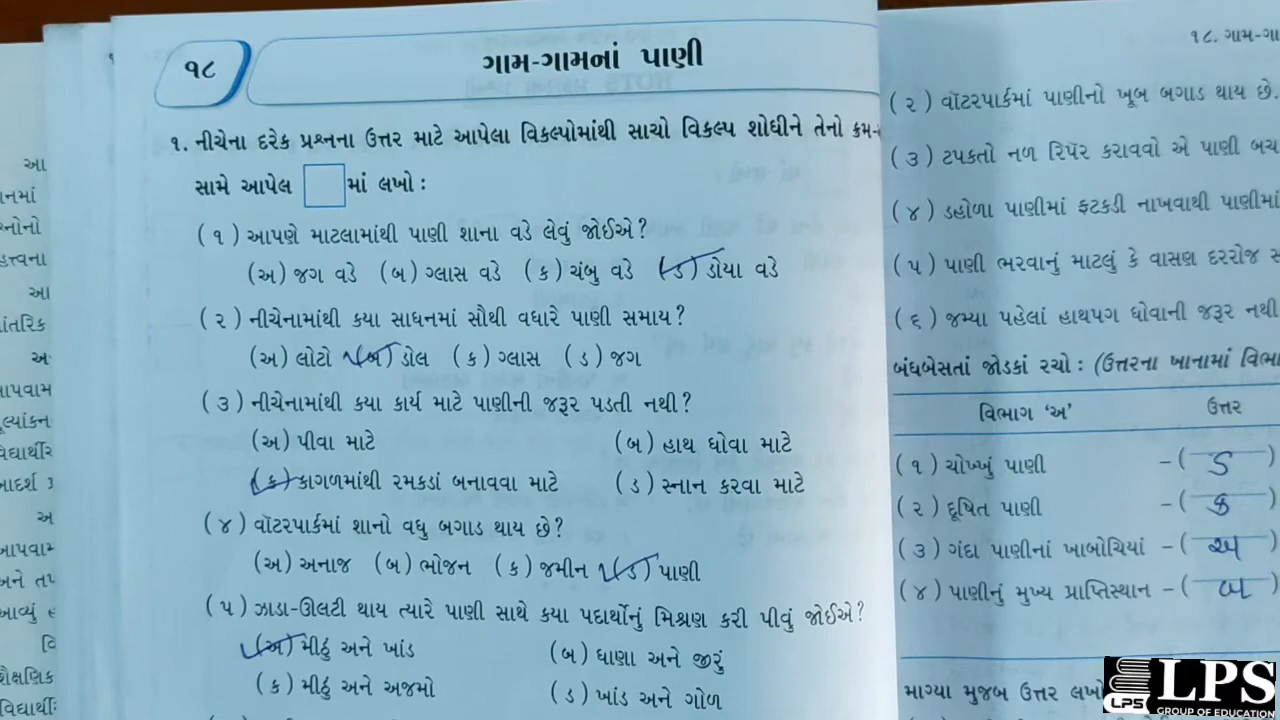 ૧૮
ગામ-ગામનાં પાણી
૧. નીચેના દરેક પ્રશ્નના ઉત્તર માટે આપેલા વિકલ્પોમાંથી સાચો વિકલ્પ શોધીને તેનો ક્રમ-
સામે આપેલ માં લખો :
(૧) આપણે માટલામાંથી પાણી શાના વડે લેવું જોઈએ?
(અ) જગ વડે (બ) ગ્લાસ વડે (ક) ચંબુ વડે (ડ) ડોયા વડે
(૨) નીચેનામાંથી કયા સાધનમાં સૌથી વધારે પાણી સમાય?
(અ) લોટો (બ) ડોલ (ક) ગ્લાસ (ડ) જગ
(૩) નીચેનામાંથી કયા કાર્ય માટે પાણીની જરૂર પડતી નથી?
(અ) પીવા માટે (બ) હાથ ધોવા માટે
(ક) કાગળમાંથી રમકડાં બનાવવા માટે (ડ) સ્નાન કરવા માટે
(૪) વૉટરપાર્કમાં શાનો વધુ બગાડ થાય છે?
(અ) અનાજ (બ) ભોજન (ક) જમીન (ડ) પાણી
(૫) ઝાડા-ઊલટી થાય ત્યારે પાણી સાથે કયા પદાર્થોનું મિશ્રણ કરી પીવું જોઈએ?
(અ) મીઠું અને ખાંડ (બ) ધાણા અને જીરું
(ક) મીઠું અને અજમો (ડ) ખાંડ અને ગોળ
૧૮. ગામ-ગા
(૨) વૉટરપાર્કમાં પાણીનો ખૂબ બગાડ થાય છે.
(૩) ટપકતો નળ રિપૅર કરાવવો એ પાણી બચ
(૪) ડહોળા પાણીમાં ફટકડી નાખવાથી પાણીમાં
(૫) પાણી ભરવાનું માટલું કે વાસણ દરરોજ સ
(૬) જમ્યા પહેલાં હાથપગ ધોવાની જરૂર નથી
બંધબેસતાં જોડકાં રચો : (ઉત્તરના ખાનામાં વિભા
વિભાગ ‘અ’ ઉત્તર
(૧) ચોખ્ખું પાણી - ( ડ )
(૨) દૂષિત પાણી - ( ક )
(૩) ગંદા પાણીનાં ખાબોચિયાં - ( અ )
(૪) પાણીનું મુખ્ય પ્રાપ્તિસ્થાન - ( બ )
માગ્યા મુજબ ઉત્તર લખો
LPS
LPS
GROUP OF EDUCATION